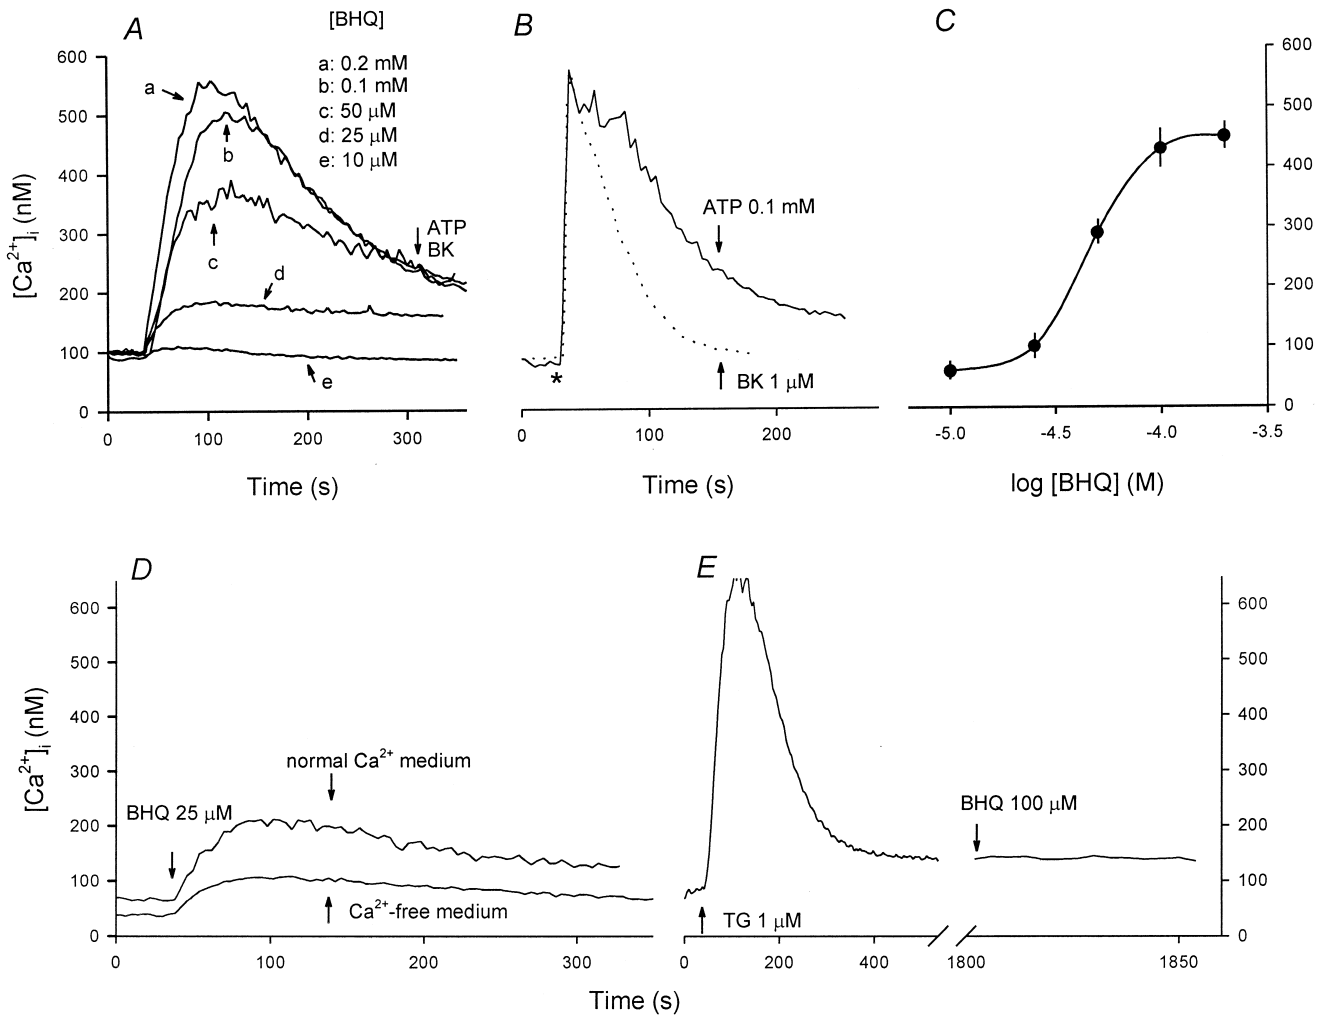 A
[BHQ]
a: 0.2 mM
b: 0.1 mM
c: 50 μM
d: 25 μM
e: 10 μM
600
500
400
300
200
100
0
[Ca²⁺]ᵢ (nM)
a
b
c
d
e
ATP
BK
0 100 200 300
Time (s)
B
ATP 0.1 mM
BK 1 μM
*
0 100 200
Time (s)
C
600
500
400
300
200
100
0
-5.0 -4.5 -4.0 -3.5
log [BHQ] (M)
D
600
500
400
300
200
100
0
[Ca²⁺]ᵢ (nM)
normal Ca²⁺ medium
BHQ 25 μM
Ca²⁺-free medium
0 100 200 300
E
600
500
400
300
200
100
0
BHQ 100 μM
TG 1 μM
0 200 400 1800 1850
Time (s)